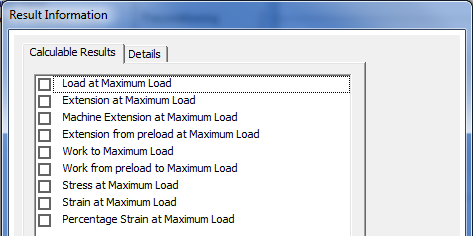 Result Information
Calculable Results Details
Load at Maximum Load
Extension at Maximum Load
Machine Extension at Maximum Load
Extension from preload at Maximum Load
Work to Maximum Load
Work from preload to Maximum Load
Stress at Maximum Load
Strain at Maximum Load
Percentage Strain at Maximum Load